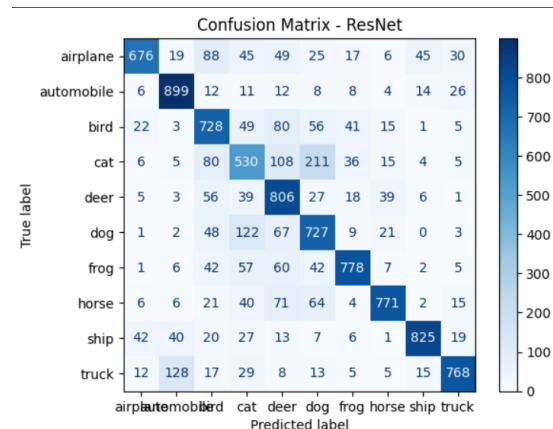 Confusion Matrix - ResNet
airplane 676 19 88 45 49 25 17 6 45 30
automobile 6 899 12 11 12 8 8 4 14 26
bird 22 3 728 49 80 56 41 15 1 5
cat 6 5 80 530 108 211 36 15 4 5
deer 5 3 56 39 806 27 18 39 6 1
dog 1 2 48 122 67 727 9 21 0 3
frog 1 6 42 57 60 42 778 7 2 5
horse 6 6 21 40 71 64 4 771 2 15
ship 42 40 20 27 13 7 6 1 825 19
truck 12 128 17 29 8 13 5 5 15 768
airplane automobile bird cat deer dog frog horse ship truck
Predicted label
True label
800
700
600
500
400
300
200
100
0